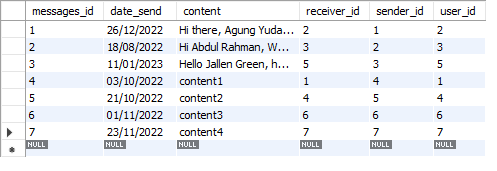 messages_id date_send content receiver_id sender_id user_id
1 26/12/2022 Hi there, Agung Yuda... 2 1 2
2 18/08/2022 Hi Abdul Rahman, W... 3 2 3
3 11/01/2023 Hello Jallen Green, h... 5 3 5
4 03/10/2022 content1 1 4 1
5 21/10/2022 content2 4 5 4
6 01/11/2023 content3 6 6 6
7 23/11/2022 content4 7 7 7
NULL NULL NULL NULL NULL NULL